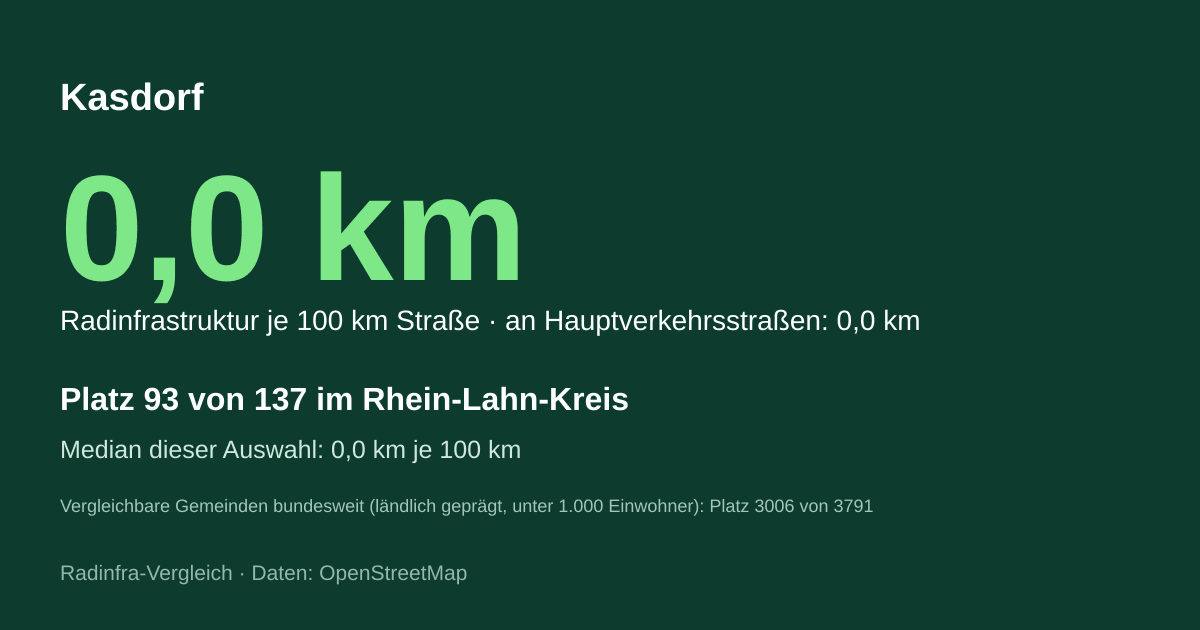 Kasdorf
0,0 km
Radinfrastruktur je 100 km Straße · an Hauptverkehrsstraßen: 0,0 km
Platz 93 von 137 im Rhein-Lahn-Kreis
Median dieser Auswahl: 0,0 km je 100 km
Vergleichbare Gemeinden bundesweit (ländlich geprägt, unter 1.000 Einwohner): Platz 3006 von 3791
Radinfra-Vergleich · Daten: OpenStreetMap